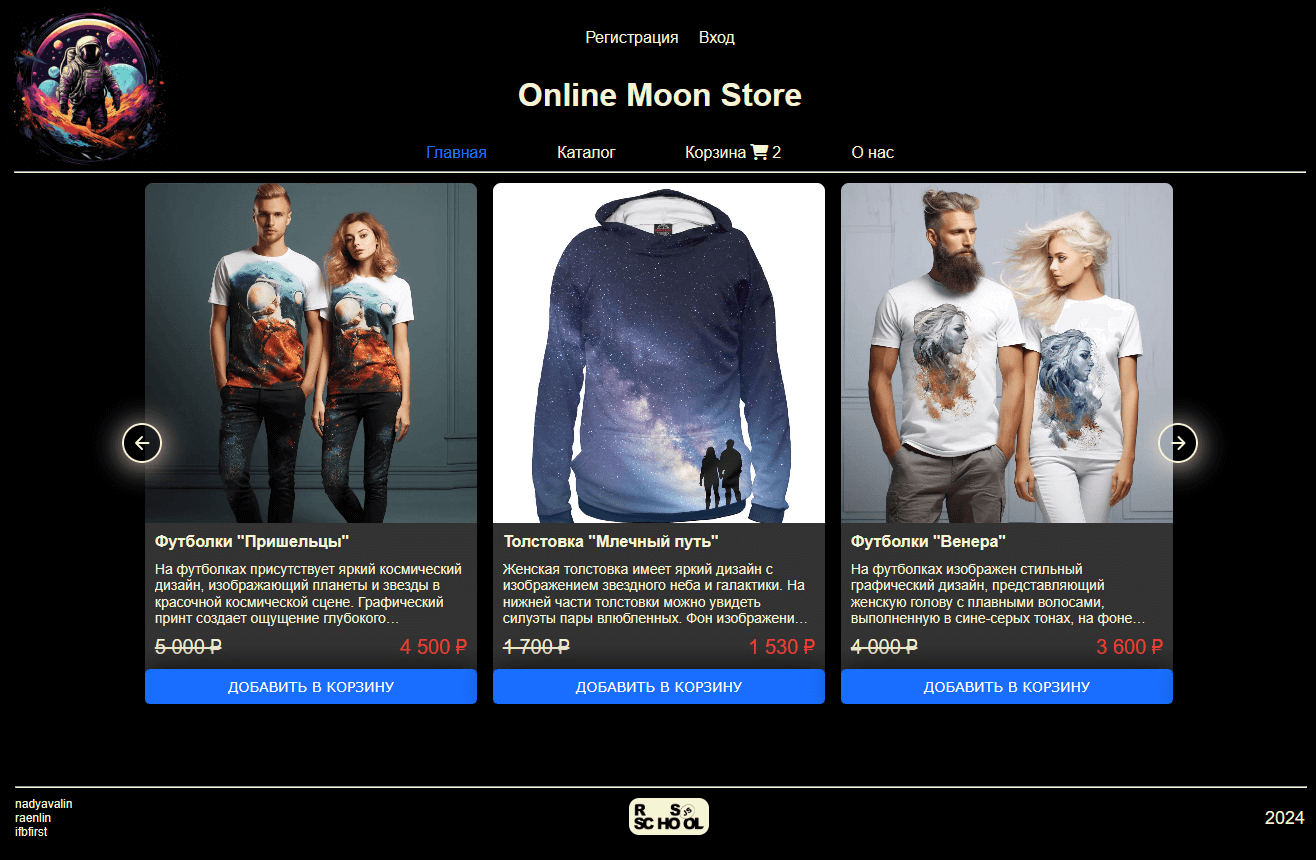 Регистрация Вход
Online Moon Store
Главная Каталог Корзина 2 О нас
Футболки "Пришельцы"
На футболках присутствует яркий космический
дизайн, изображающий планеты и звезды в
красочной космической сцене. Графический
принт создает ощущение глубокого…
5 000 ₽ 4 500 ₽
ДОБАВИТЬ В КОРЗИНУ
Толстовка "Млечный путь"
Женская толстовка имеет яркий дизайн с
изображением звездного неба и галактики. На
нижней части толстовки можно увидеть
силуэты пары влюбленных. Фон изображени…
1 700 ₽ 1 530 ₽
ДОБАВИТЬ В КОРЗИНУ
Футболки "Венера"
На футболках изображен стильный
графический дизайн, представляющий
женскую голову с плавными волосами,
выполненную в сине-серых тонах, на фоне…
4 000 ₽ 3 600 ₽
ДОБАВИТЬ В КОРЗИНУ
nadyavalin
raenlin
ifbfirst
RS
SCHOOL
2024